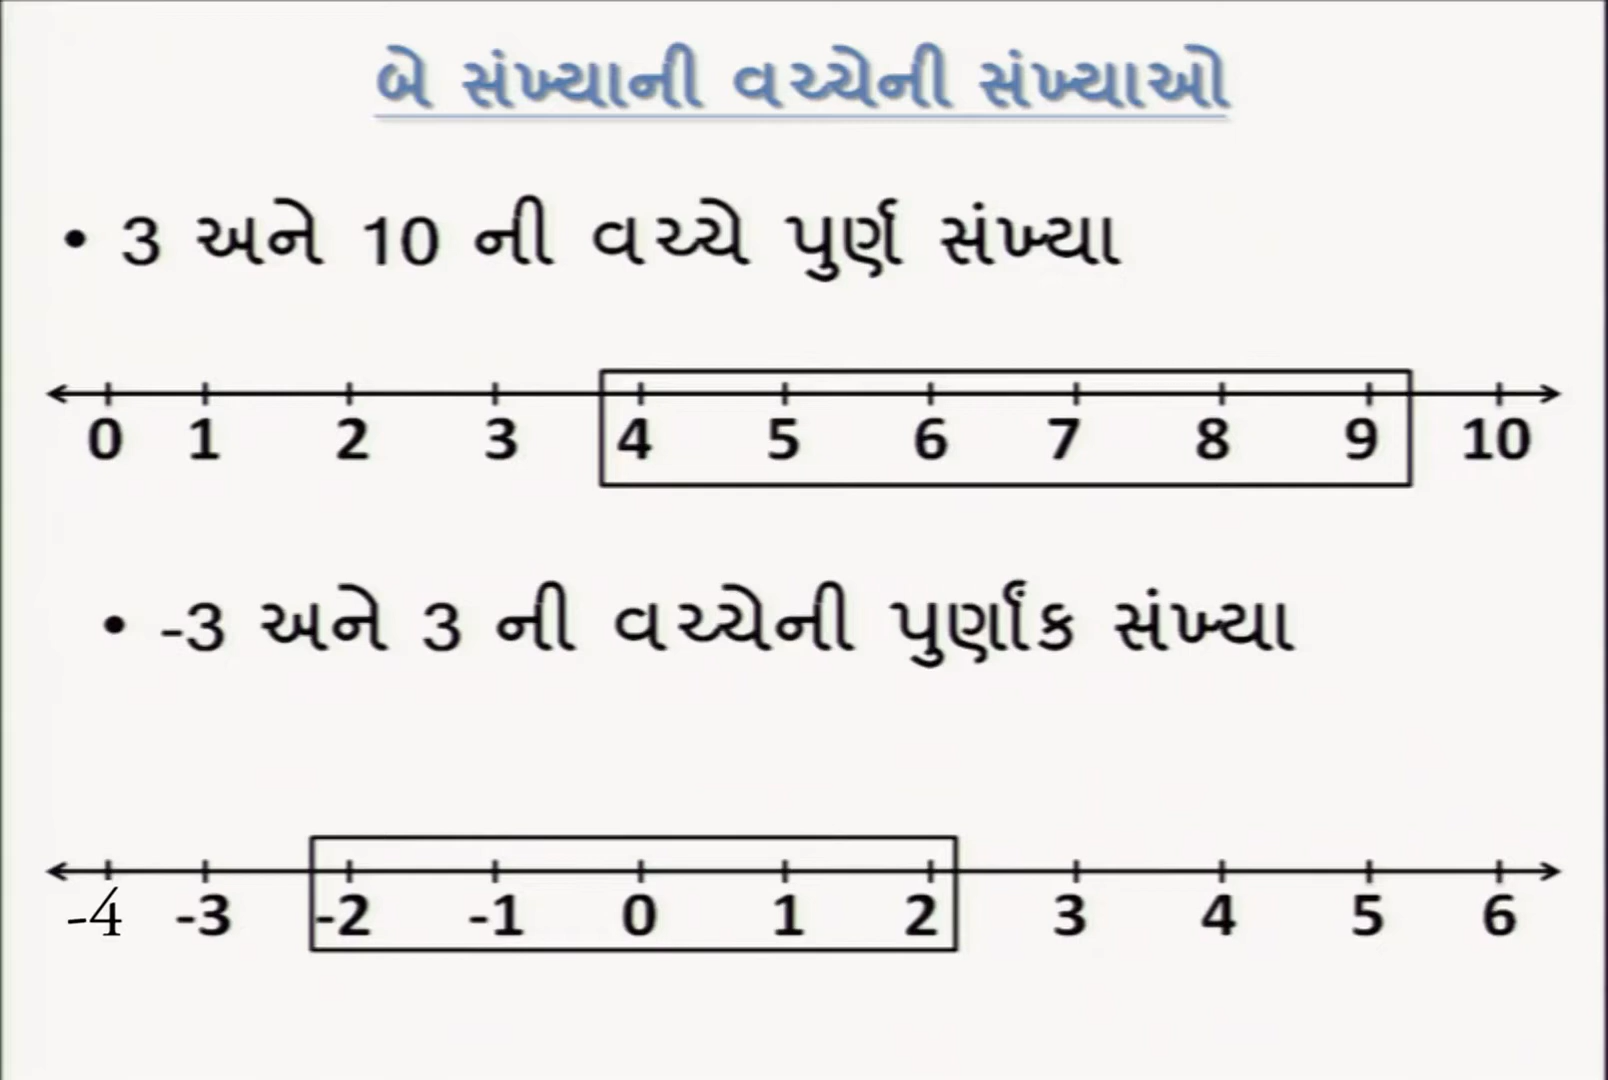 બે સંખ્યાની વચ્ચેની સંખ્યાઓ
• 3 અને 10 ની વચ્ચે પુર્ણ સંખ્યા
0 1 2 3 4 5 6 7 8 9 10
• -3 અને 3 ની વચ્ચેની પુર્ણાંક સંખ્યા
-4 -3 -2 -1 0 1 2 3 4 5 6